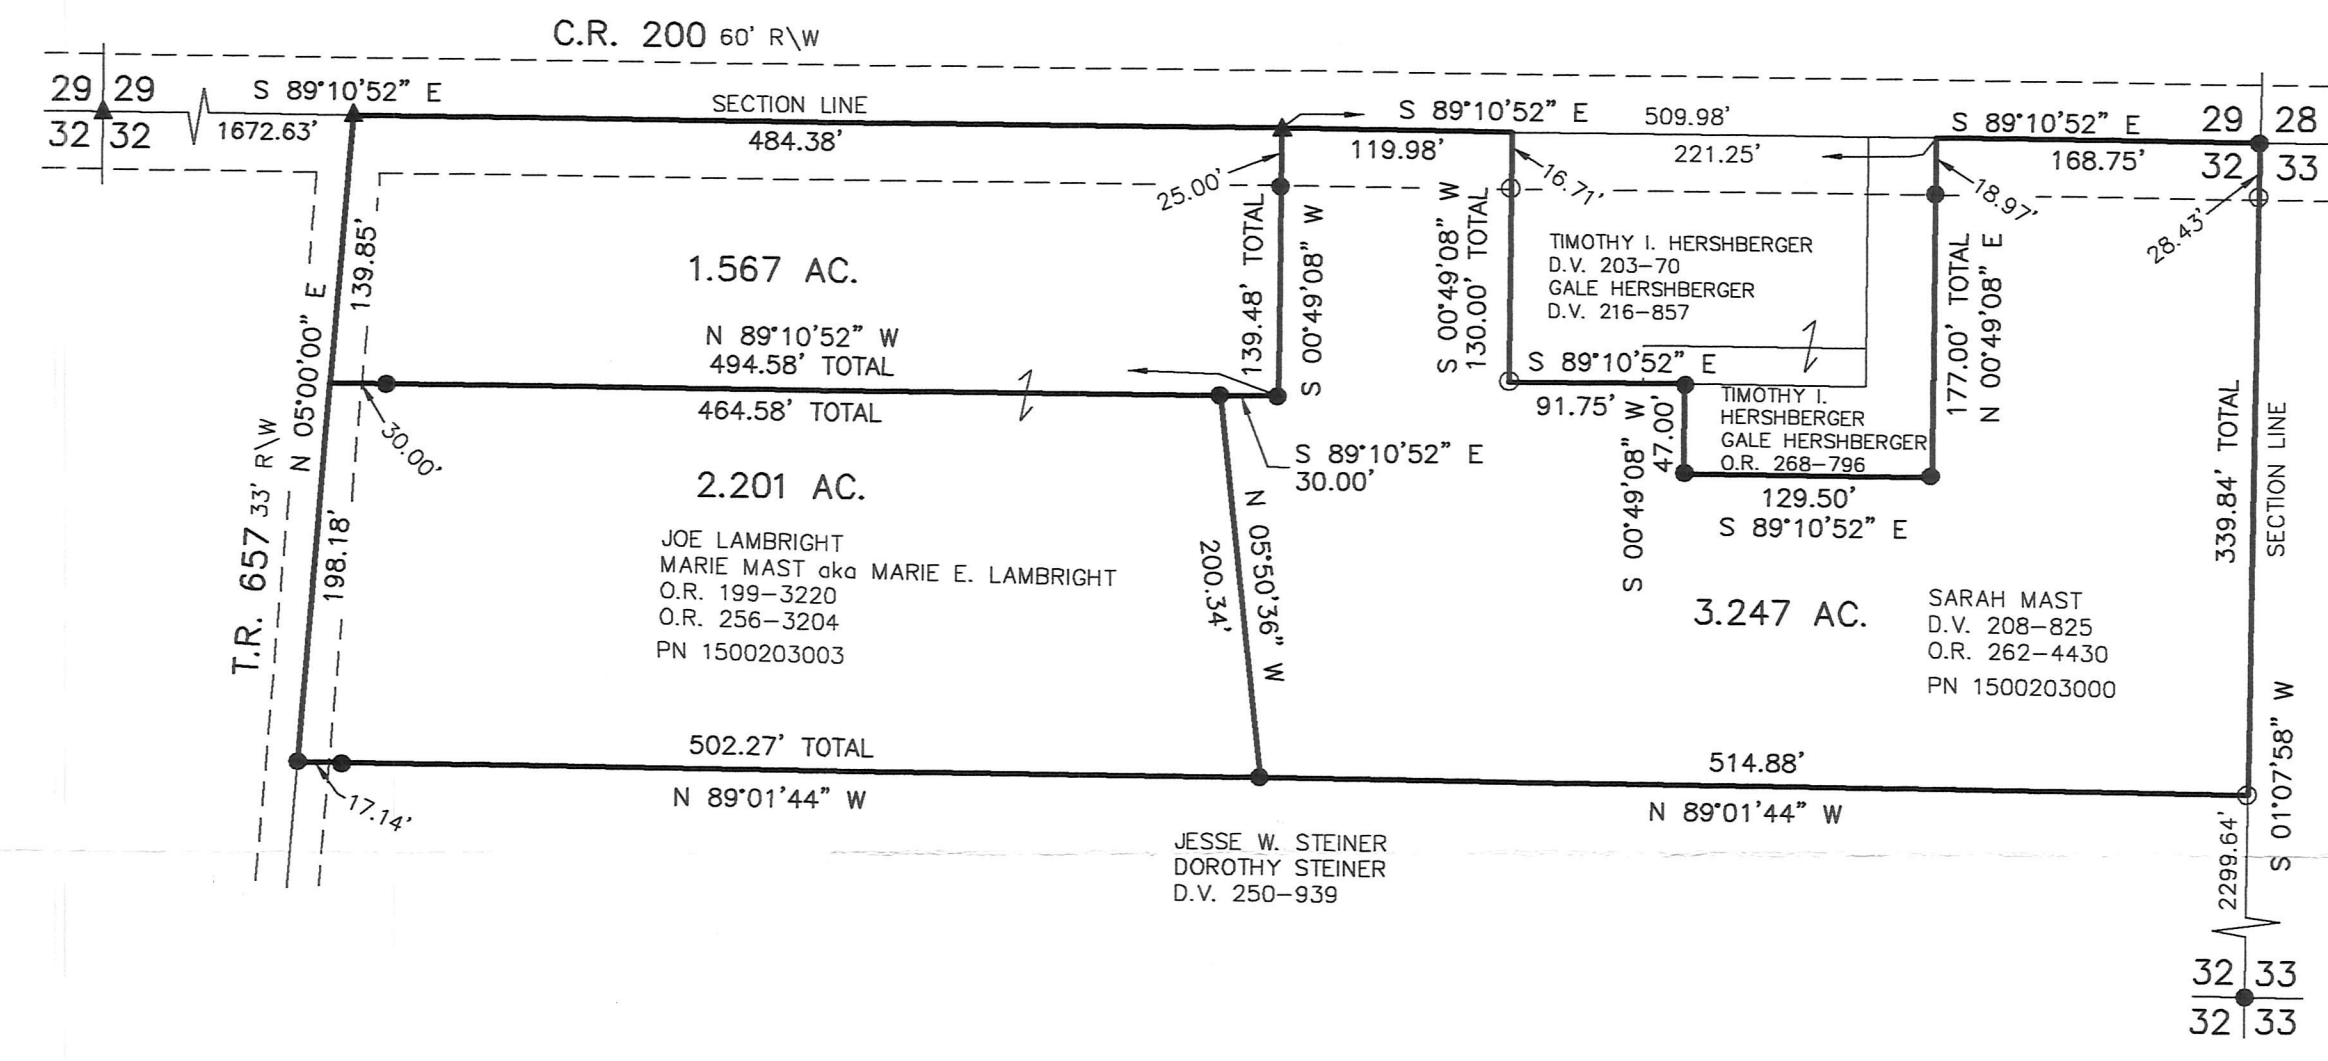 C.R. 200 60' R\W
29 29
32 32
S 89°10'52" E
1672.63'
SECTION LINE
484.38'
S 89°10'52" E
509.98'
119.98'
221.25'
S 89°10'52" E
168.75'
29 28
32 33
25.00'
16.71'
18.97'
28.43'
N 05°00'00" E
139.85'
1.567 AC.
N 89°10'52" W
494.58' TOTAL
464.58' TOTAL
30.00'
139.48' TOTAL
S 00°49'08" W
S 00°49'08" W
130.00' TOTAL
TIMOTHY I. HERSHBERGER
D.V. 203-70
GALE HERSHBERGER
D.V. 216-857
S 89°10'52" E
91.75'
S 00°49'08" W
47.00'
TIMOTHY I.
HERSHBERGER
GALE HERSHBERGER
O.R. 268-796
129.50'
S 89°10'52" E
177.00' TOTAL
N 00°49'08" E
339.84' TOTAL
SECTION LINE
S 89°10'52" E
30.00'
T.R. 657 33' R\W
198.18'
2.201 AC.
JOE LAMBRIGHT
MARIE MAST aka MARIE E. LAMBRIGHT
O.R. 199-3220
O.R. 256-3204
PN 1500203003
200.34'
N 05°50'36" W
3.247 AC.
SARAH MAST
D.V. 208-825
O.R. 262-4430
PN 1500203000
S 01°07'58" W
502.27' TOTAL
N 89°01'44" W
17.14'
514.88'
N 89°01'44" W
JESSE W. STEINER
DOROTHY STEINER
D.V. 250-939
2299.64'
32 33
32 33